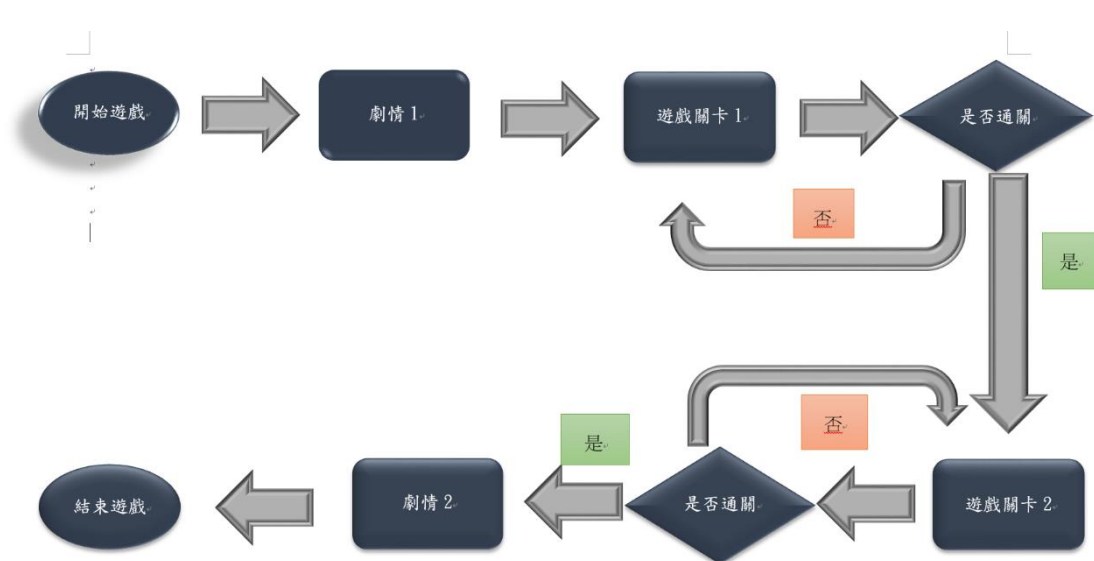 開始遊戲
劇情 1
遊戲關卡 1
是否通關
否
是
否
是
結束遊戲
劇情 2
是否通關
遊戲關卡 2